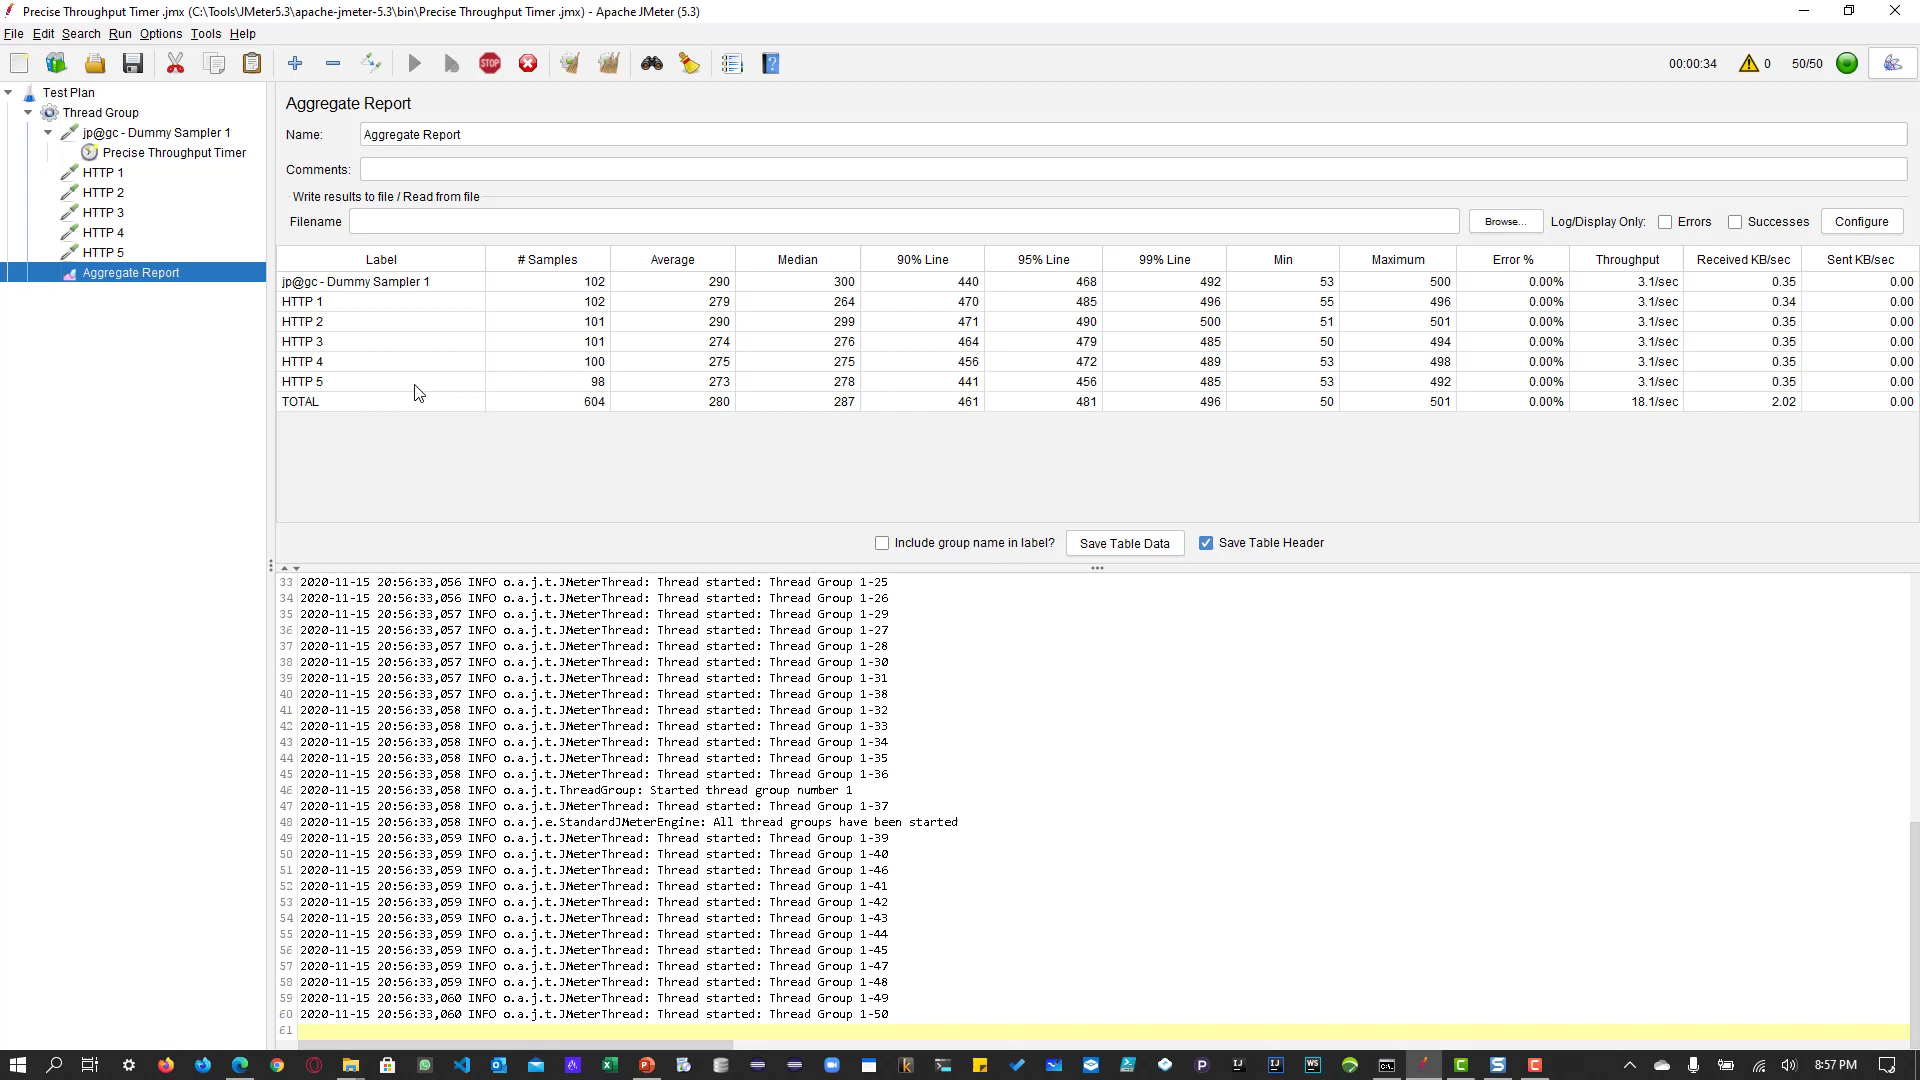 Precise Throughput Timer .jmx (C:\Tools\JMeter5.3\apache-jmeter-5.3\bin\Precise Throughput Timer .jmx) - Apache JMeter (5.3)
File Edit Search Run Options Tools Help
STOP 00:00:34 0 50/50
Test Plan
Thread Group
jp@gc - Dummy Sampler 1
Precise Throughput Timer
HTTP 1
HTTP 2
HTTP 3
HTTP 4
HTTP 5
Aggregate Report
Aggregate Report
Name: Aggregate Report
Comments:
Write results to file / Read from file
Filename Browse... Log/Display Only: Errors Successes Configure
Label # Samples Average Median 90% Line 95% Line 99% Line Min Maximum Error % Throughput Received KB/sec Sent KB/sec
jp@gc - Dummy Sampler 1 102 290 300 440 468 492 53 500 0.00% 3.1/sec 0.35 0.00
HTTP 1 102 279 264 470 485 496 55 496 0.00% 3.1/sec 0.34 0.00
HTTP 2 101 290 299 471 490 500 51 501 0.00% 3.1/sec 0.35 0.00
HTTP 3 101 274 276 464 479 485 50 494 0.00% 3.1/sec 0.35 0.00
HTTP 4 100 275 275 456 472 489 53 498 0.00% 3.1/sec 0.35 0.00
HTTP 5 98 273 278 441 456 485 53 492 0.00% 3.1/sec 0.35 0.00
TOTAL 604 280 287 461 481 496 50 501 0.00% 18.1/sec 2.02 0.00
Include group name in label? Save Table Data Save Table Header
33 2020-11-15 20:56:33,056 INFO o.a.j.t.JMeterThread: Thread started: Thread Group 1-25
34 2020-11-15 20:56:33,056 INFO o.a.j.t.JMeterThread: Thread started: Thread Group 1-26
35 2020-11-15 20:56:33,057 INFO o.a.j.t.JMeterThread: Thread started: Thread Group 1-29
36 2020-11-15 20:56:33,057 INFO o.a.j.t.JMeterThread: Thread started: Thread Group 1-27
37 2020-11-15 20:56:33,057 INFO o.a.j.t.JMeterThread: Thread started: Thread Group 1-28
38 2020-11-15 20:56:33,057 INFO o.a.j.t.JMeterThread: Thread started: Thread Group 1-30
39 2020-11-15 20:56:33,057 INFO o.a.j.t.JMeterThread: Thread started: Thread Group 1-31
40 2020-11-15 20:56:33,057 INFO o.a.j.t.JMeterThread: Thread started: Thread Group 1-38
41 2020-11-15 20:56:33,058 INFO o.a.j.t.JMeterThread: Thread started: Thread Group 1-32
42 2020-11-15 20:56:33,058 INFO o.a.j.t.JMeterThread: Thread started: Thread Group 1-33
43 2020-11-15 20:56:33,058 INFO o.a.j.t.JMeterThread: Thread started: Thread Group 1-34
44 2020-11-15 20:56:33,058 INFO o.a.j.t.JMeterThread: Thread started: Thread Group 1-35
45 2020-11-15 20:56:33,058 INFO o.a.j.t.JMeterThread: Thread started: Thread Group 1-36
46 2020-11-15 20:56:33,058 INFO o.a.j.t.ThreadGroup: Started thread group number 1
47 2020-11-15 20:56:33,058 INFO o.a.j.t.JMeterThread: Thread started: Thread Group 1-37
48 2020-11-15 20:56:33,058 INFO o.a.j.e.StandardJMeterEngine: All thread groups have been started
49 2020-11-15 20:56:33,059 INFO o.a.j.t.JMeterThread: Thread started: Thread Group 1-39
50 2020-11-15 20:56:33,059 INFO o.a.j.t.JMeterThread: Thread started: Thread Group 1-40
51 2020-11-15 20:56:33,059 INFO o.a.j.t.JMeterThread: Thread started: Thread Group 1-46
52 2020-11-15 20:56:33,059 INFO o.a.j.t.JMeterThread: Thread started: Thread Group 1-41
53 2020-11-15 20:56:33,059 INFO o.a.j.t.JMeterThread: Thread started: Thread Group 1-42
54 2020-11-15 20:56:33,059 INFO o.a.j.t.JMeterThread: Thread started: Thread Group 1-43
55 2020-11-15 20:56:33,059 INFO o.a.j.t.JMeterThread: Thread started: Thread Group 1-44
56 2020-11-15 20:56:33,059 INFO o.a.j.t.JMeterThread: Thread started: Thread Group 1-45
57 2020-11-15 20:56:33,059 INFO o.a.j.t.JMeterThread: Thread started: Thread Group 1-47
58 2020-11-15 20:56:33,059 INFO o.a.j.t.JMeterThread: Thread started: Thread Group 1-48
59 2020-11-15 20:56:33,060 INFO o.a.j.t.JMeterThread: Thread started: Thread Group 1-49
60 2020-11-15 20:56:33,060 INFO o.a.j.t.JMeterThread: Thread started: Thread Group 1-50
61
8:57 PM